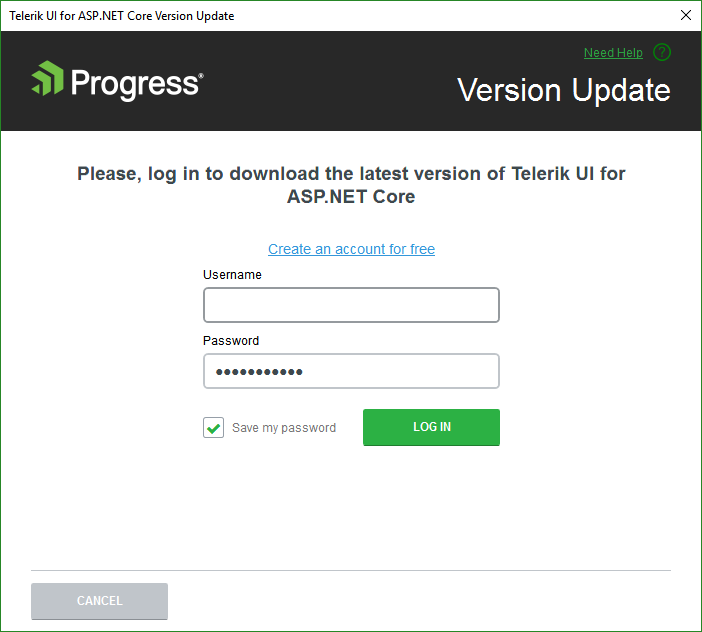 Telerik UI for ASP.NET Core Version Update
Need Help ?
Progress®
Version Update
Please, log in to download the latest version of Telerik UI for
ASP.NET Core
Create an account for free
Username
Password
•••••••••••
Save my password
LOG IN
CANCEL